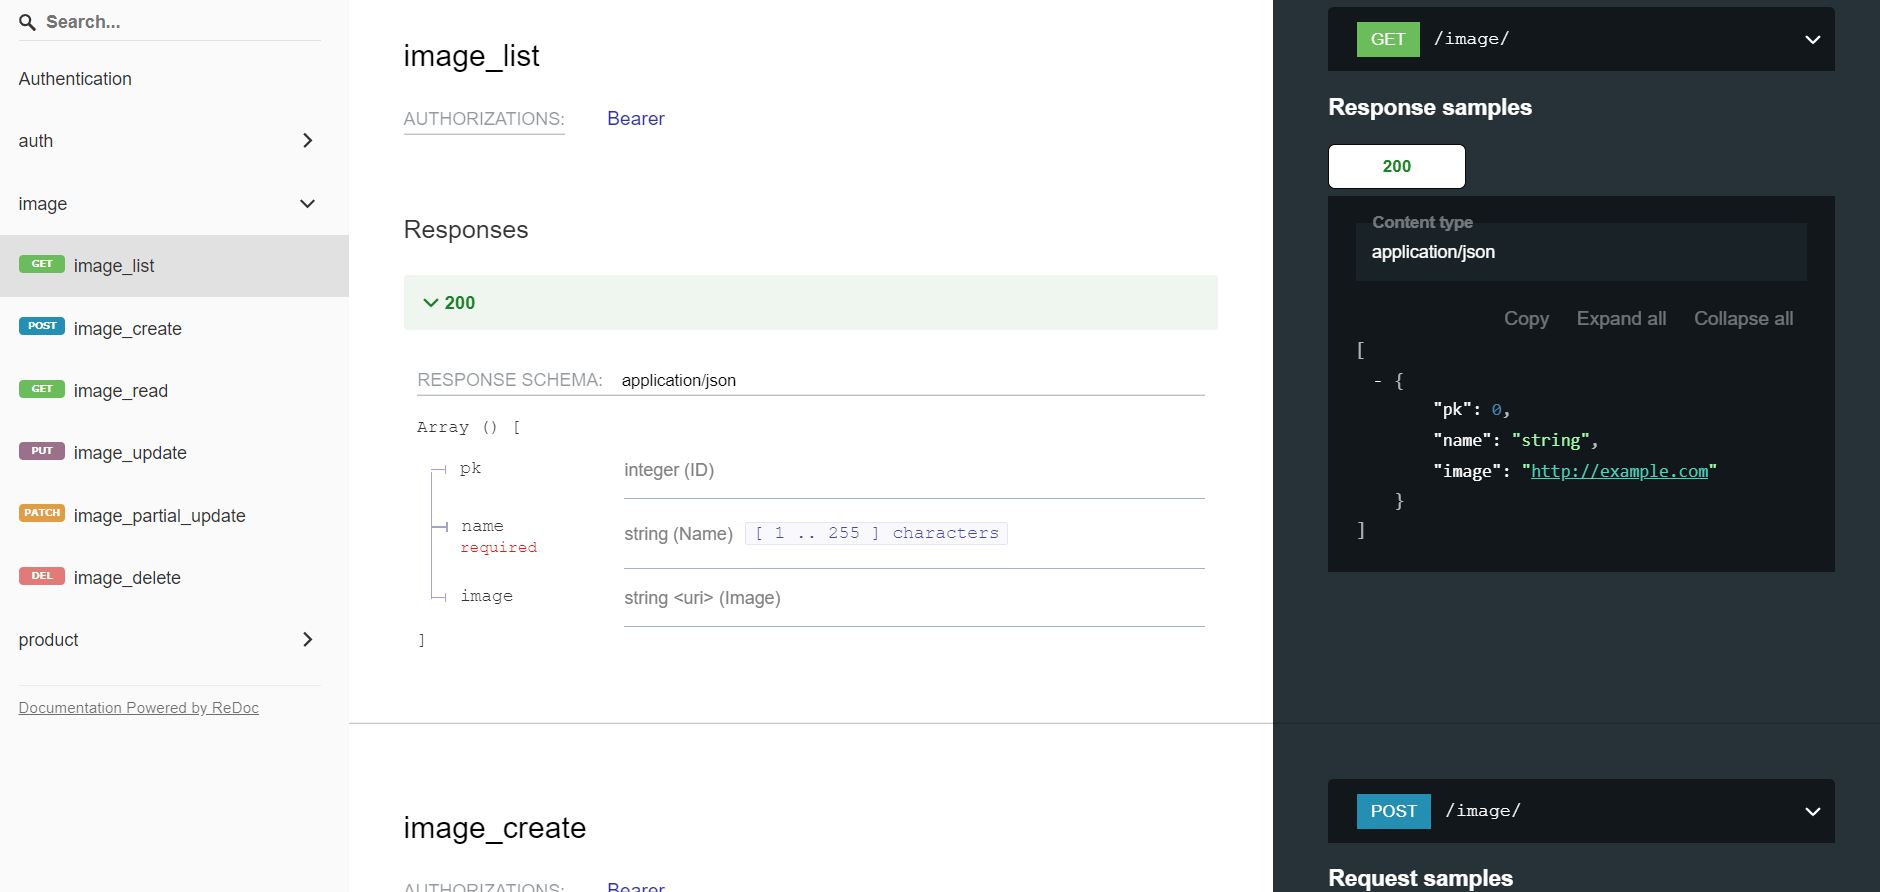 Search...
Authentication
auth
image
GET image_list
POST image_create
GET image_read
PUT image_update
PATCH image_partial_update
DEL image_delete
product
Documentation Powered by ReDoc
image_list
AUTHORIZATIONS: Bearer
Responses
200
RESPONSE SCHEMA: application/json
Array () [
pk integer (ID)
name string (Name) [ 1 .. 255 ] characters
required
image string <uri> (Image)
]
image_create
AUTHORIZATIONS: Bearer
GET /image/
Response samples
200
Content type
application/json
Copy Expand all Collapse all
[
- {
"pk": 0,
"name": "string",
"image": "http://example.com"
}
]
POST /image/
Request samples